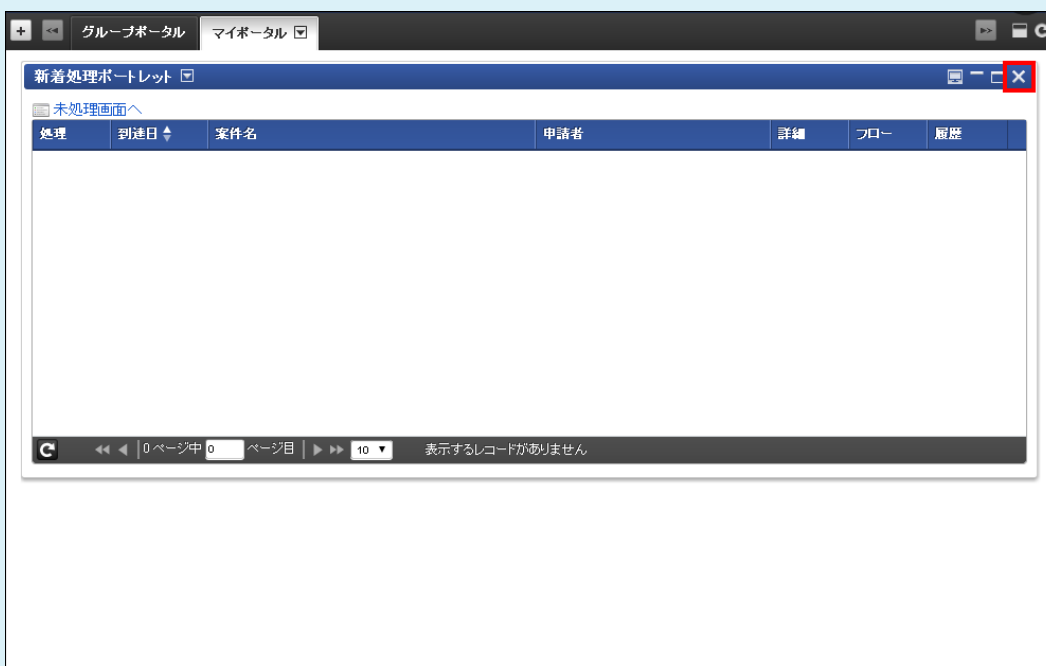 グループポータル マイポータル
新着処理ポートレット
未処理画面へ
処理 到達日 案件名 申請者 詳細 フロー 履歴
0 ページ中 0 ページ目 10 表示するレコードがありません